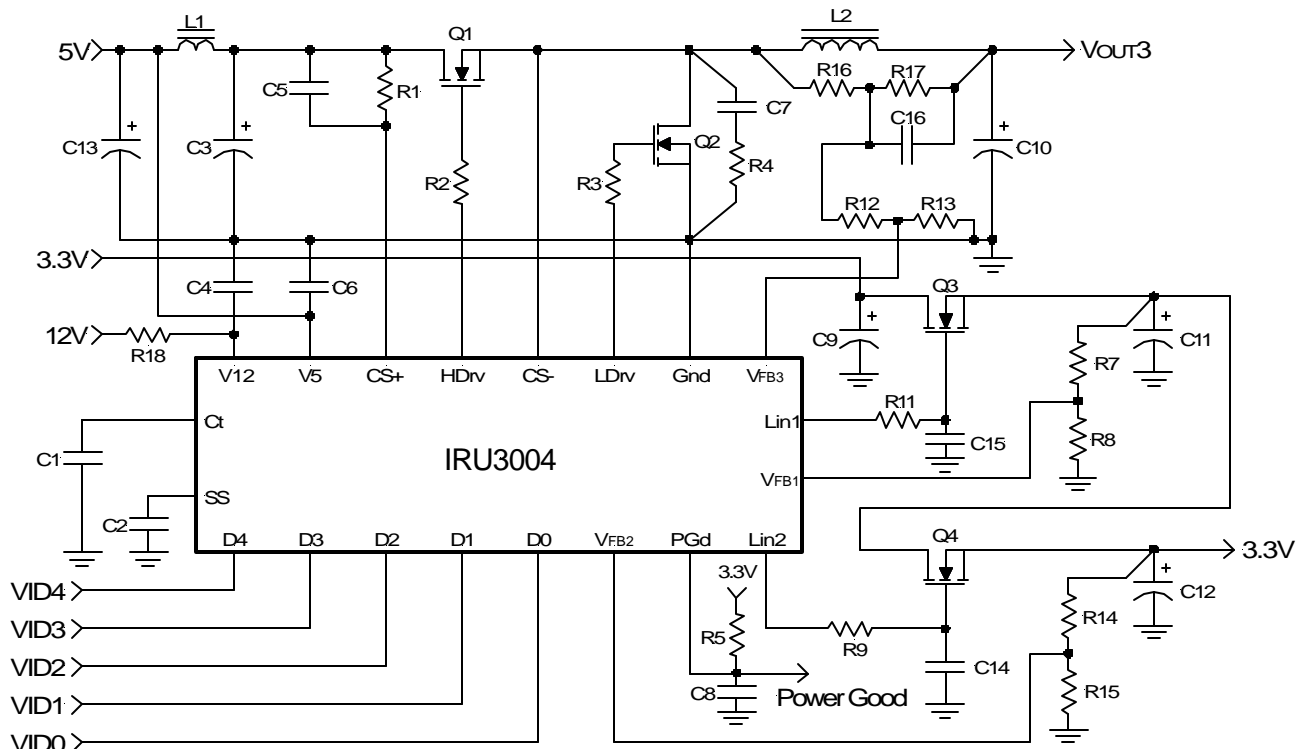 L1
L2
Q1
5V
VOUT3
R16
R17
C5
R1
C7
C16
C13
C3
Q2
C10
R2
R3
R4
R12
R13
3.3V
C4
C6
Q3
12V
R18
C9
C11
R7
V12
V5
CS+
HDrv
CS-
LDrv
Gnd
VFB3
Ct
Lin1
R11
C15
R8
C1
IRU3004
VFB1
SS
C2
D4
D3
D2
D1
D0
VFB2
PGd
Lin2
Q4
3.3V
3.3V
VID4
C12
R14
VID3
R5
R9
VID2
C14
C8
Power Good
R15
VID1
VID0